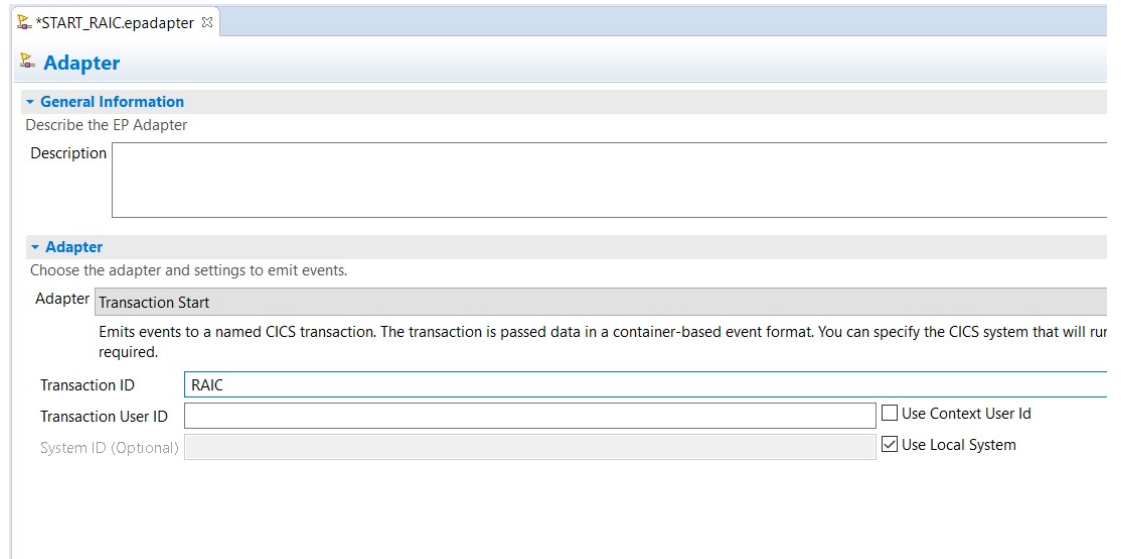 *START_RAIC.epadapter
Adapter
General Information
Describe the EP Adapter
Description
Adapter
Choose the adapter and settings to emit events.
Adapter Transaction Start
Emits events to a named CICS transaction. The transaction is passed data in a container-based event format. You can specify the CICS system that will
required.
Transaction ID RAIC
Transaction User ID Use Context User Id
System ID (Optional) Use Local System